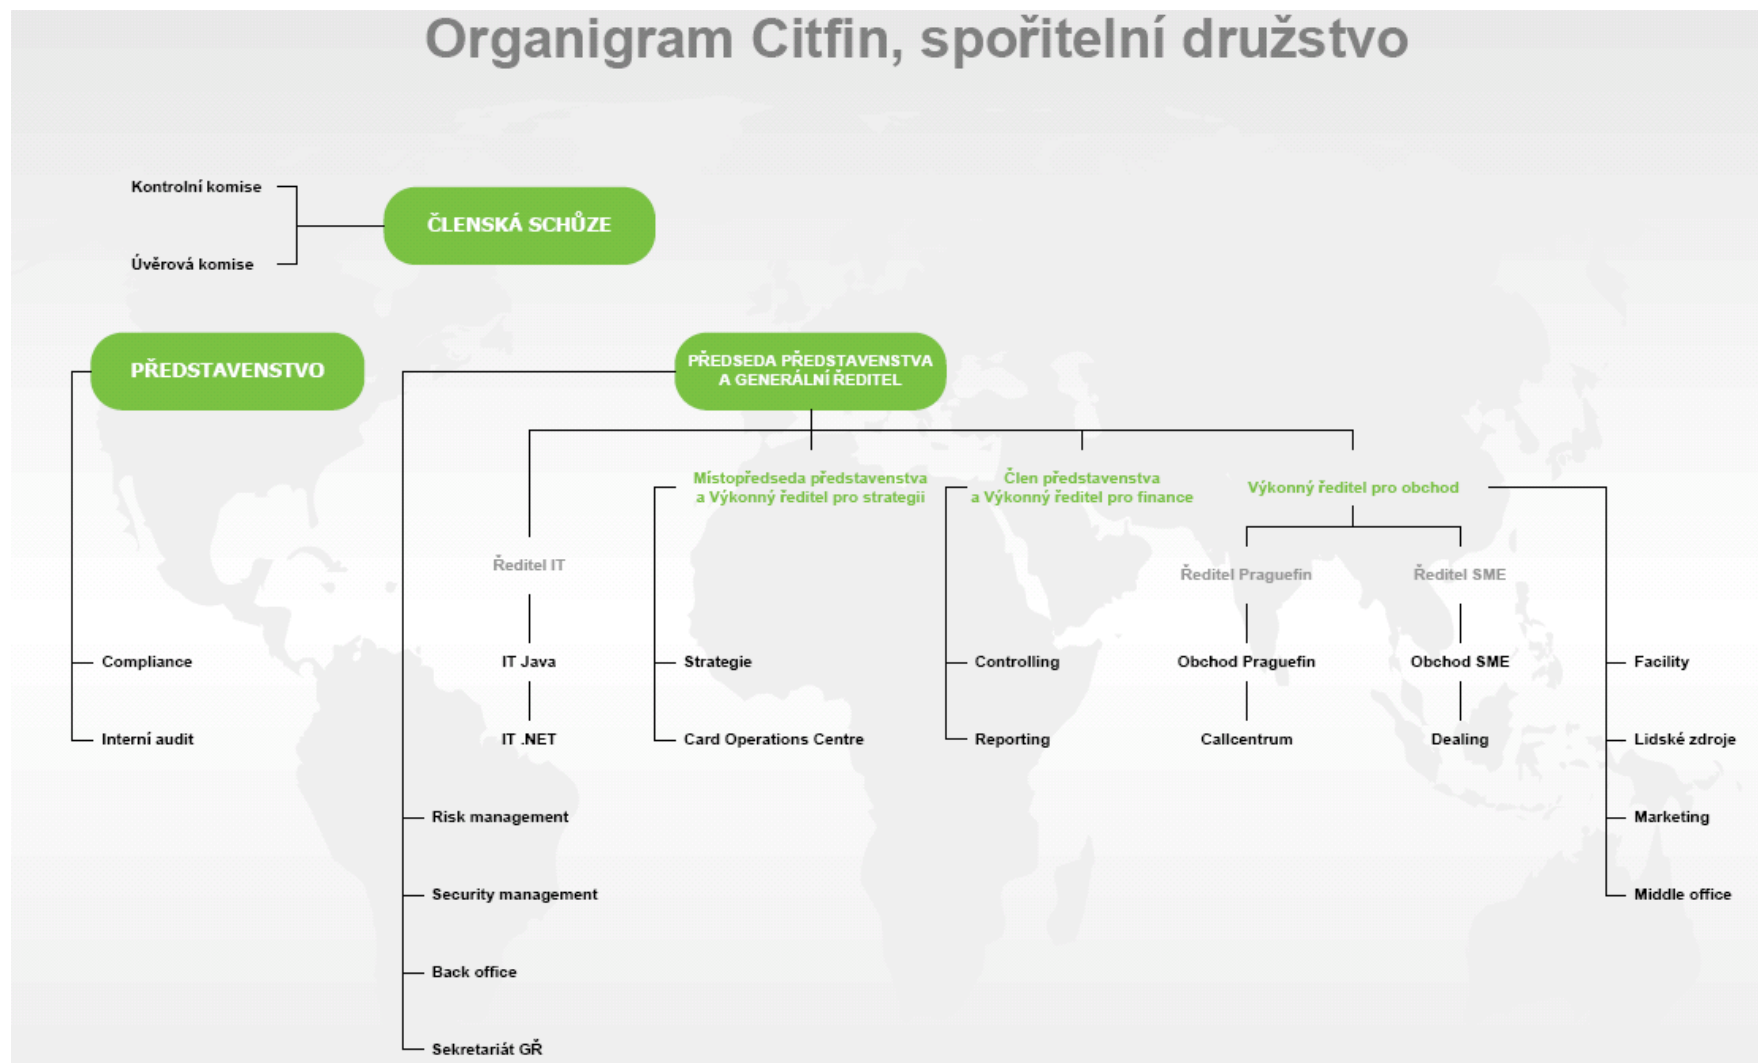 Organigram Citfin, spořitelní družstvo
Kontrolní komise
ČLENSKÁ SCHŮZE
Úvěrová komise
PŘEDSTAVENSTVO
PŘEDSEDA PŘEDSTAVENSTVA
A GENERÁLNÍ ŘEDITEL
Místopředseda představenstva
a Výkonný ředitel pro strategii
Člen představenstva
a Výkonný ředitel pro finance
Výkonný ředitel pro obchod
Ředitel IT
Ředitel Praguefin
Ředitel SME
Compliance
IT Java
Strategie
Controlling
Obchod Praguefin
Obchod SME
Facility
Interní audit
IT .NET
Card Operations Centre
Reporting
Callcentrum
Dealing
Lidské zdroje
Risk management
Marketing
Security management
Middle office
Back office
Sekretariát GŘ